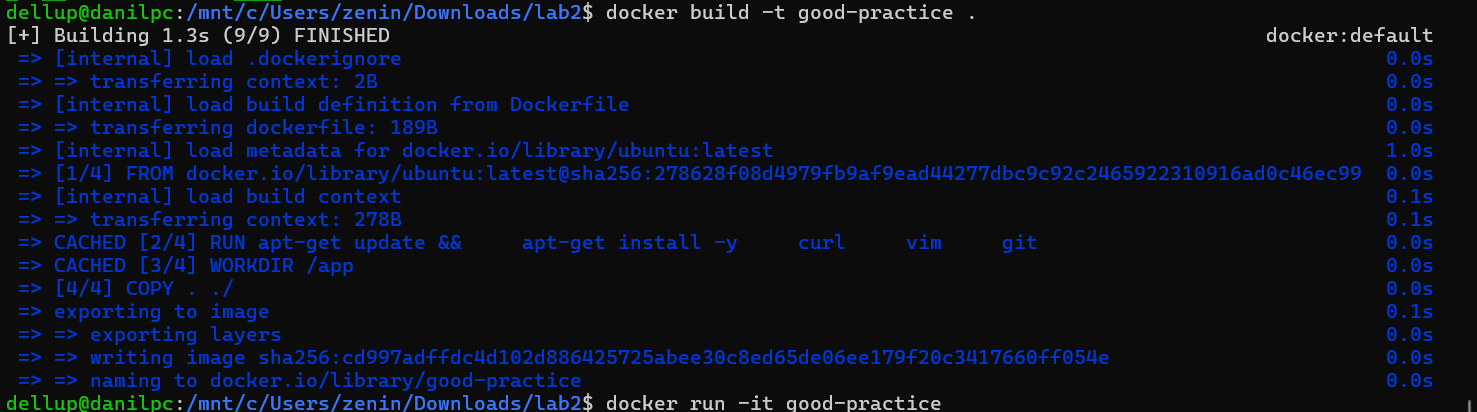 dellup@danilpc:/mnt/c/Users/zenin/Downloads/lab2$ docker build -t good-practice .
[+] Building 1.3s (9/9) FINISHED docker:default
=> [internal] load .dockerignore 0.0s
=> => transferring context: 2B 0.0s
=> [internal] load build definition from Dockerfile 0.0s
=> => transferring dockerfile: 189B 0.0s
=> [internal] load metadata for docker.io/library/ubuntu:latest 1.0s
=> [1/4] FROM docker.io/library/ubuntu:latest@sha256:278628f08d4979fb9af9ead44277dbc9c92c2465922310916ad0c46ec99 0.0s
=> [internal] load build context 0.1s
=> => transferring context: 278B 0.1s
=> CACHED [2/4] RUN apt-get update && apt-get install -y curl vim git 0.0s
=> CACHED [3/4] WORKDIR /app 0.0s
=> [4/4] COPY . ./ 0.0s
=> exporting to image 0.1s
=> => exporting layers 0.0s
=> => writing image sha256:cd997adffdc4d102d886425725abee30c8ed65de06ee179f20c3417660ff054e 0.0s
=> => naming to docker.io/library/good-practice 0.0s
dellup@danilpc:/mnt/c/Users/zenin/Downloads/lab2$ docker run -it good-practice